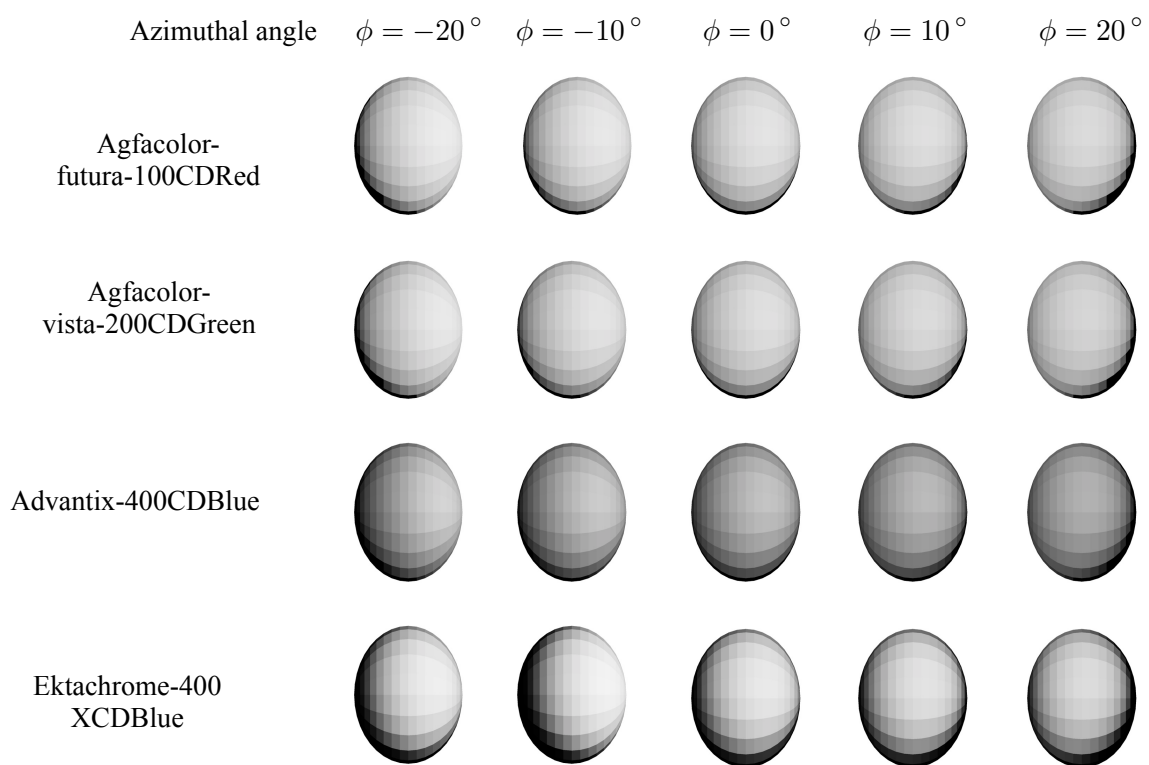 Azimuthal angle ϕ = −20° ϕ = −10° ϕ = 0° ϕ = 10° ϕ = 20°
Agfacolor-
futura-100CDRed
Agfacolor-
vista-200CDGreen
Advantix-400CDBlue
Ektachrome-400
XCDBlue